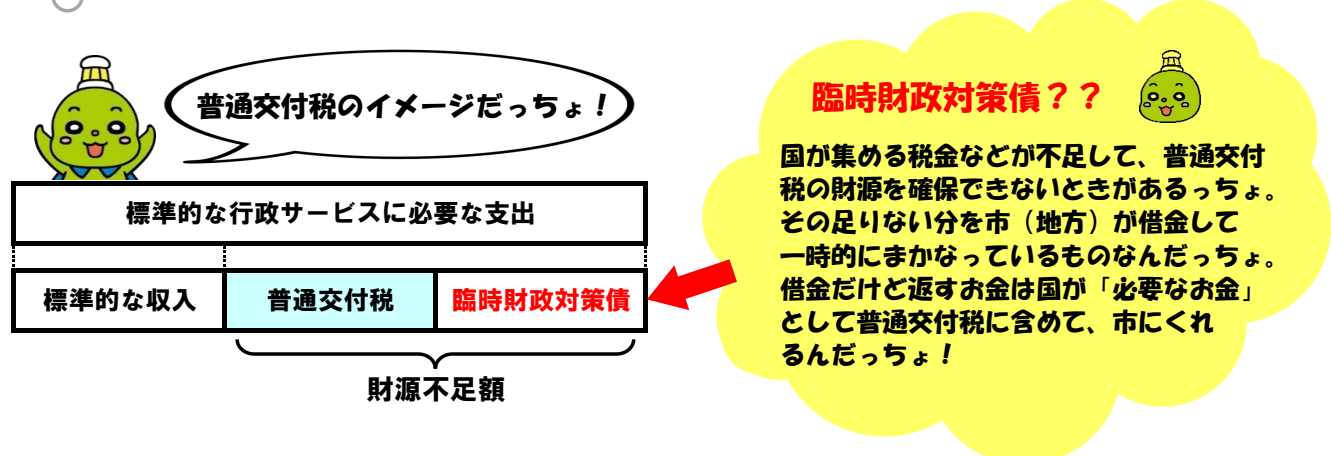 普通交付税のイメージだっちょ！
標準的な行政サービスに必要な支出
標準的な収入
普通交付税
臨時財政対策債
財源不足額
臨時財政対策債？？
国が集める税金などが不足して、普通交付
税の財源を確保できないときがあるっちょ。
その足りない分を市（地方）が借金して
一時的にまかなっているものなんだっちょ。
借金だけど返すお金は国が「必要なお金」
として普通交付税に含めて、市にくれ
るんだっちょ！